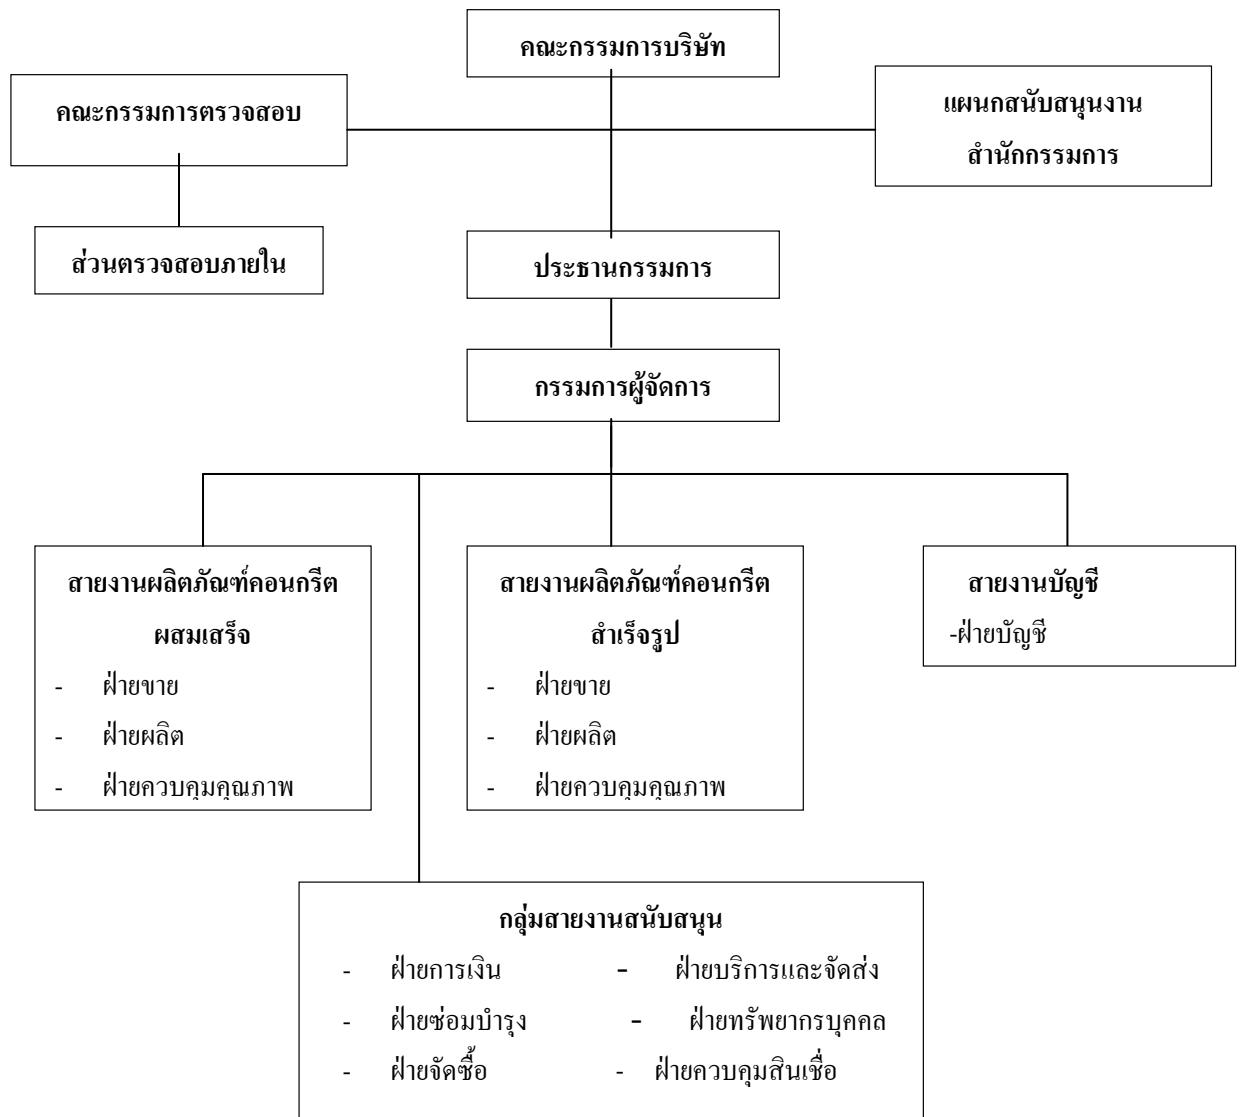 คณะกรรมการบริษัท
คณะกรรมการตรวจสอบ
แผนกสนับสนุนงาน
สำนักกรรมการ
ส่วนตรวจสอบภายใน
ประธานกรรมการ
กรรมการผู้จัดการ
สายงานผลิตภัณฑ์คอนกรีต
ผสมเสร็จ
- ฝ่ายขาย
- ฝ่ายผลิต
- ฝ่ายควบคุมคุณภาพ
สายงานผลิตภัณฑ์คอนกรีต
สำเร็จรูป
- ฝ่ายขาย
- ฝ่ายผลิต
- ฝ่ายควบคุมคุณภาพ
สายงานบัญชี
-ฝ่ายบัญชี
กลุ่มสายงานสนับสนุน
- ฝ่ายการเงิน - ฝ่ายบริการและจัดส่ง
- ฝ่ายซ่อมบำรุง - ฝ่ายทรัพยากรบุคคล
- ฝ่ายจัดซื้อ - ฝ่ายควบคุมสินเชื่อ